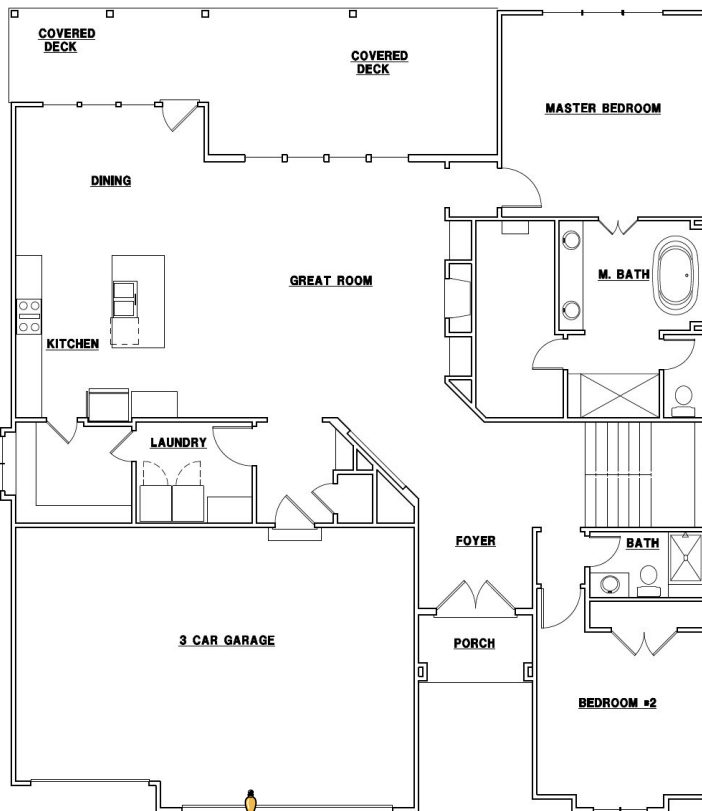 COVERED
DECK
COVERED
DECK
MASTER BEDROOM
DINING
GREAT ROOM
M. BATH
KITCHEN
LAUNDRY
FOYER
BATH
3 CAR GARAGE
PORCH
BEDROOM #2